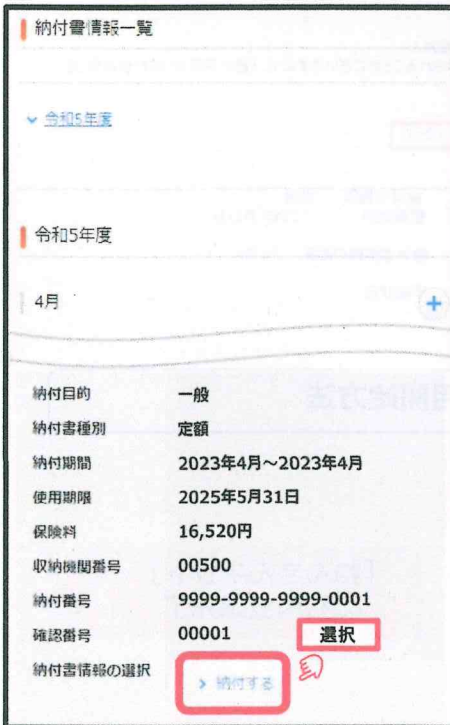 納付書情報一覧
令和5年度
令和5年度
4月
納付目的 一般
納付書種別 定額
納付期間 2023年4月～2023年4月
使用期限 2025年5月31日
保険料 16,520円
収納機関番号 00500
納付番号 9999-9999-9999-0001
確認番号 00001 選択
納付書情報の選択
納付する